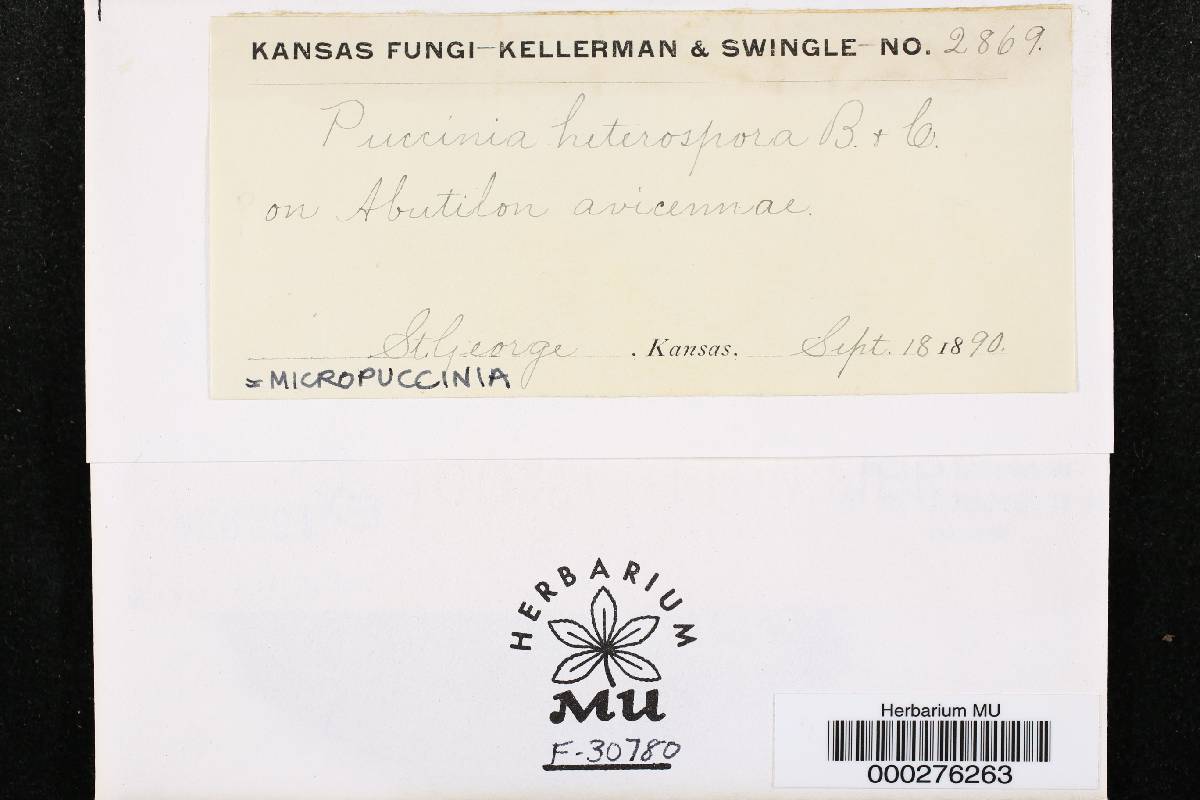 KANSAS FUNGI—KELLERMAN & SWINGLE—NO. 2869.
Puccinia heterospora B. & C.
on Abutilon avicennae.
St. George . Kansas. Sept. 18 1890.
= MICROPUCCINIA
HERBARIUM
MU
F-30780
Herbarium MU
000276263